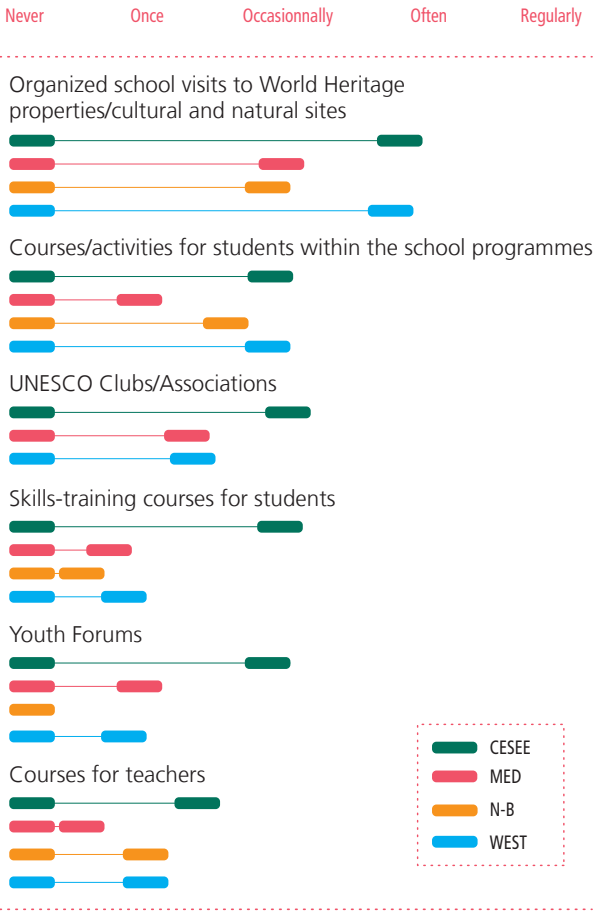 Never Once Occasionnally Often Regularly
Organized school visits to World Heritage
properties/cultural and natural sites
Courses/activities for students within the school programmes
UNESCO Clubs/Associations
Skills-training courses for students
Youth Forums
Courses for teachers
CESEE
MED
N-B
WEST